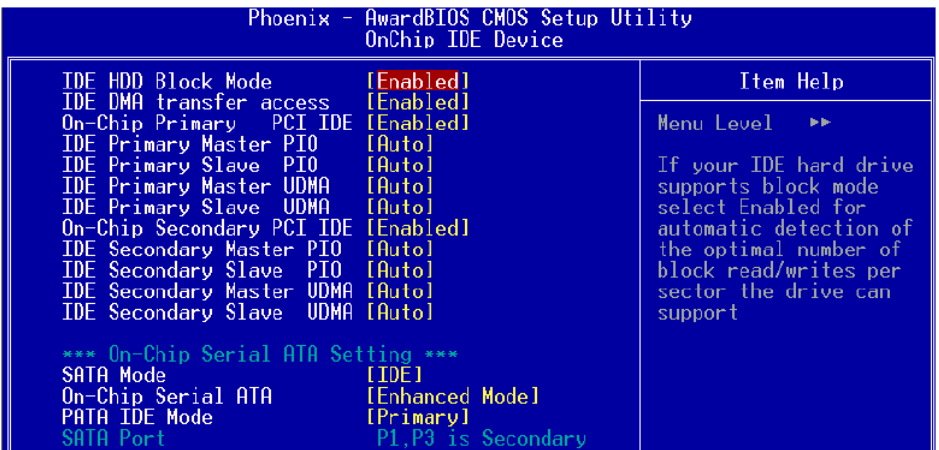 Phoenix - AwardBIOS CMOS Setup Utility
OnChip IDE Device
IDE HDD Block Mode [Enabled]
IDE DMA transfer access [Enabled]
On-Chip Primary PCI IDE [Enabled]
IDE Primary Master PIO [Auto]
IDE Primary Slave PIO [Auto]
IDE Primary Master UDMA [Auto]
IDE Primary Slave UDMA [Auto]
On-Chip Secondary PCI IDE [Enabled]
IDE Secondary Master PIO [Auto]
IDE Secondary Slave PIO [Auto]
IDE Secondary Master UDMA [Auto]
IDE Secondary Slave UDMA [Auto]
*** On-Chip Serial ATA Setting ***
SATA Mode [IDE]
On-Chip Serial ATA [Enhanced Mode]
PATA IDE Mode [Primary]
SATA Port P1,P3 is Secondary
Item Help
Menu Level ▸▸
If your IDE hard drive
supports block mode
select Enabled for
automatic detection of
the optimal number of
block read/writes per
sector the drive can
support